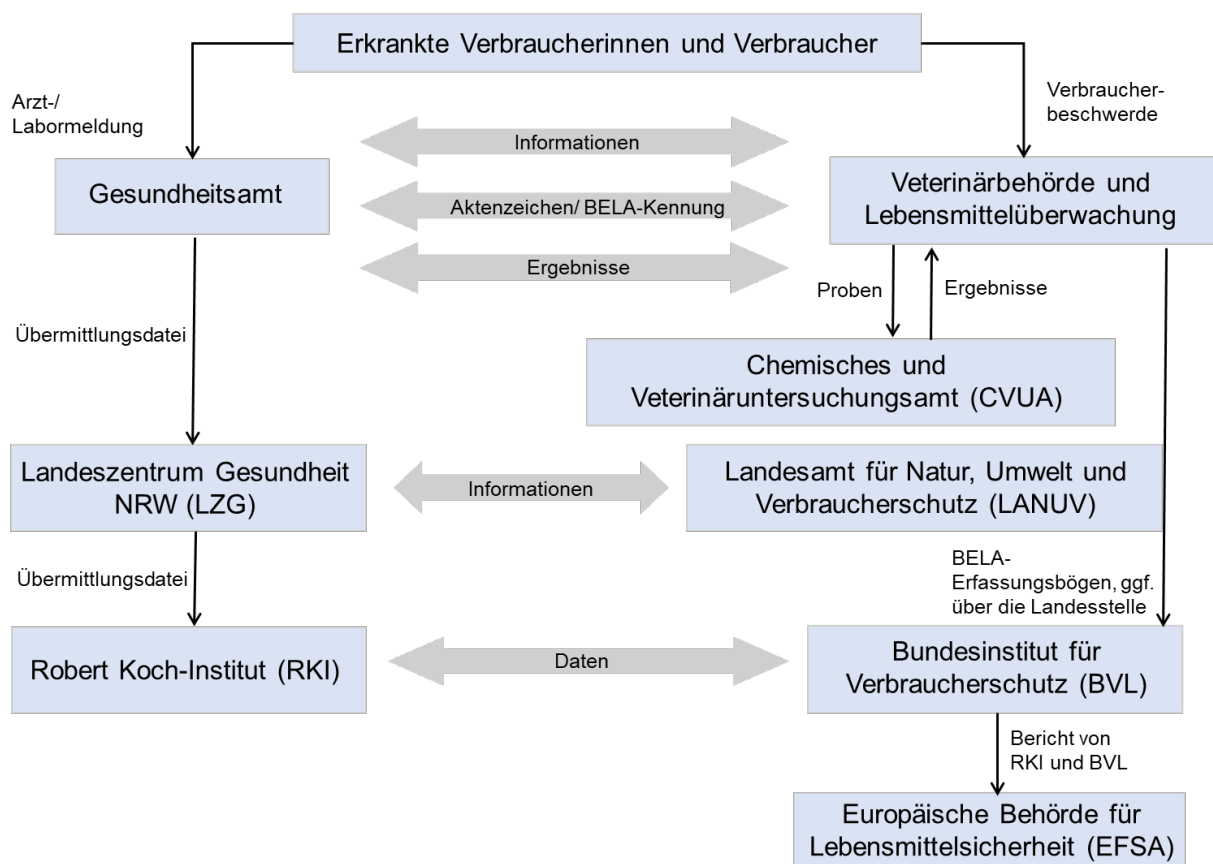 Erkrankte Verbraucherinnen und Verbraucher
Arzt-/
Labormeldung
Verbraucher-
beschwerde
Informationen
Gesundheitsamt
Aktenzeichen/ BELA-Kennung
Veterinärbehörde und
Lebensmittelüberwachung
Ergebnisse
Proben
Ergebnisse
Übermittlungsdatei
Chemisches und
Veterinäruntersuchungsamt (CVUA)
Landeszentrum Gesundheit
NRW (LZG)
Informationen
Landesamt für Natur, Umwelt und
Verbraucherschutz (LANUV)
Übermittlungsdatei
BELA-
Erfassungsbögen, ggf.
über die Landesstelle
Robert Koch-Institut (RKI)
Daten
Bundesinstitut für
Verbraucherschutz (BVL)
Bericht von
RKI und BVL
Europäische Behörde für
Lebensmittelsicherheit (EFSA)